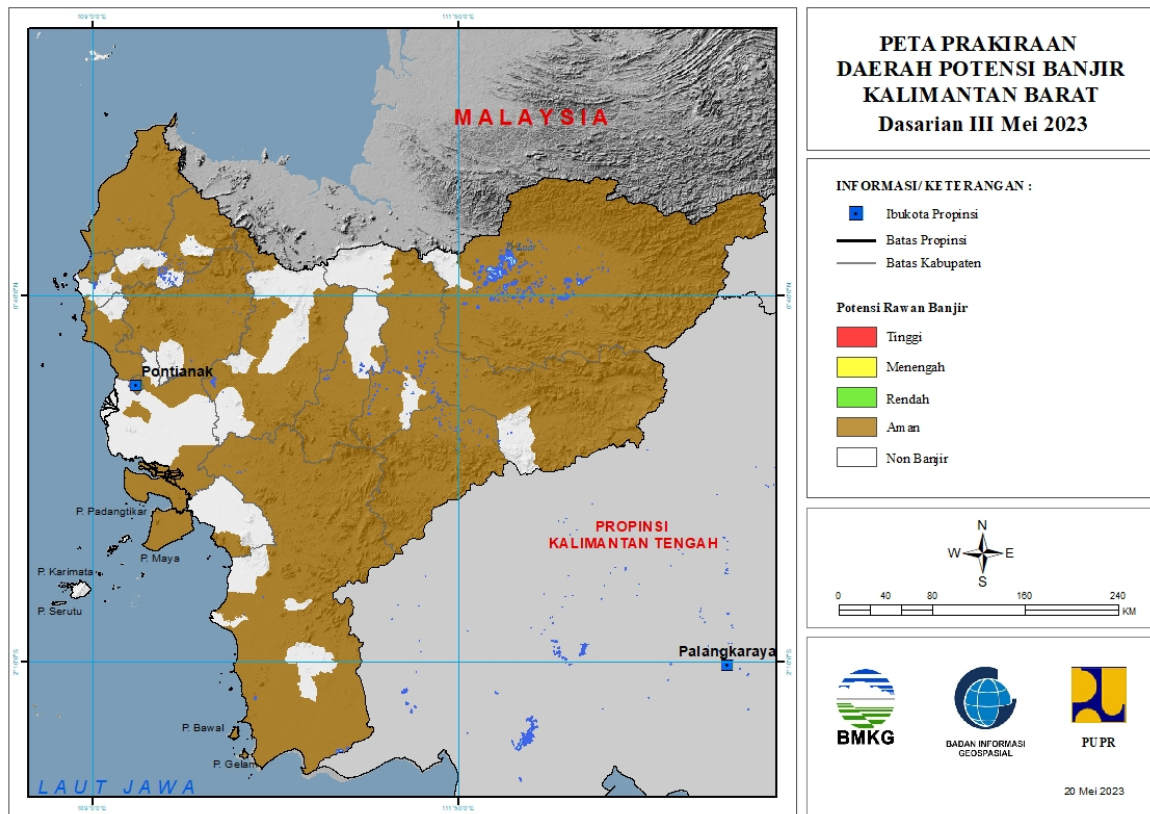 PETA PRAKIRAAN
DAERAH POTENSI BANJIR
KALIMANTAN BARAT
Dasarian III Mei 2023
INFORMASI/ KETERANGAN :
Ibukota Propinsi
Batas Propinsi
Batas Kabupaten
Potensi Rawan Banjir
Tinggi
Menengah
Rendah
Aman
Non Banjir
N
W E
S
0 40 80 160 240
KM
BMKG
BADAN INFORMASI
GEOSPASIAL
PUPR
20 Mei 2023
MALAYSIA
Pontianak
P. Padangtikar
P. Maya
P. Karimata
P. Serutu
PROPINSI
KALIMANTAN TENGAH
Palangkaraya
P. Bawal
P. Gelam
LAUT JAWA